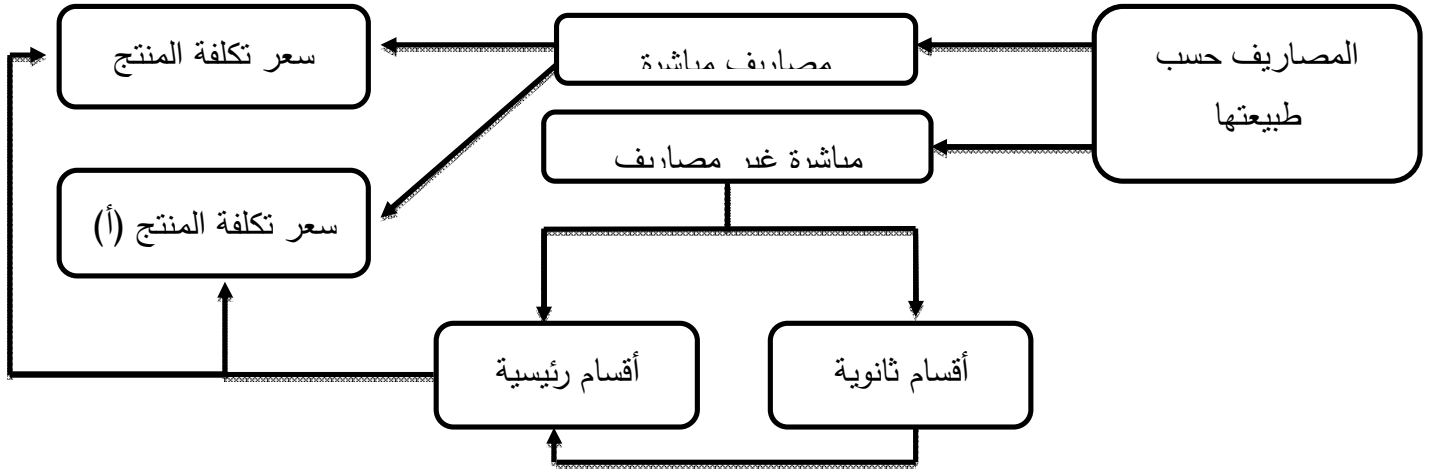 المصاريف حسب
طبيعتها
مصاريف مباشرة
مباشرة غير مصاريف
سعر تكلفة المنتج
سعر تكلفة المنتج (أ)
أقسام ثانوية
أقسام رئيسية